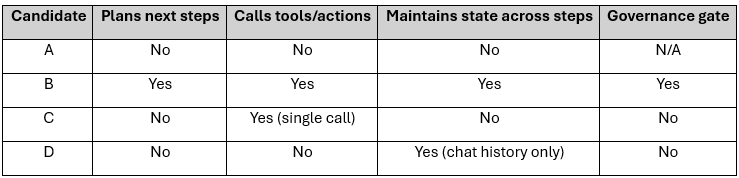 Candidate Plans next steps Calls tools/actions Maintains state across steps Governance gate
A No No No N/A
B Yes Yes Yes Yes
C No Yes (single call) No No
D No No Yes (chat history only) No